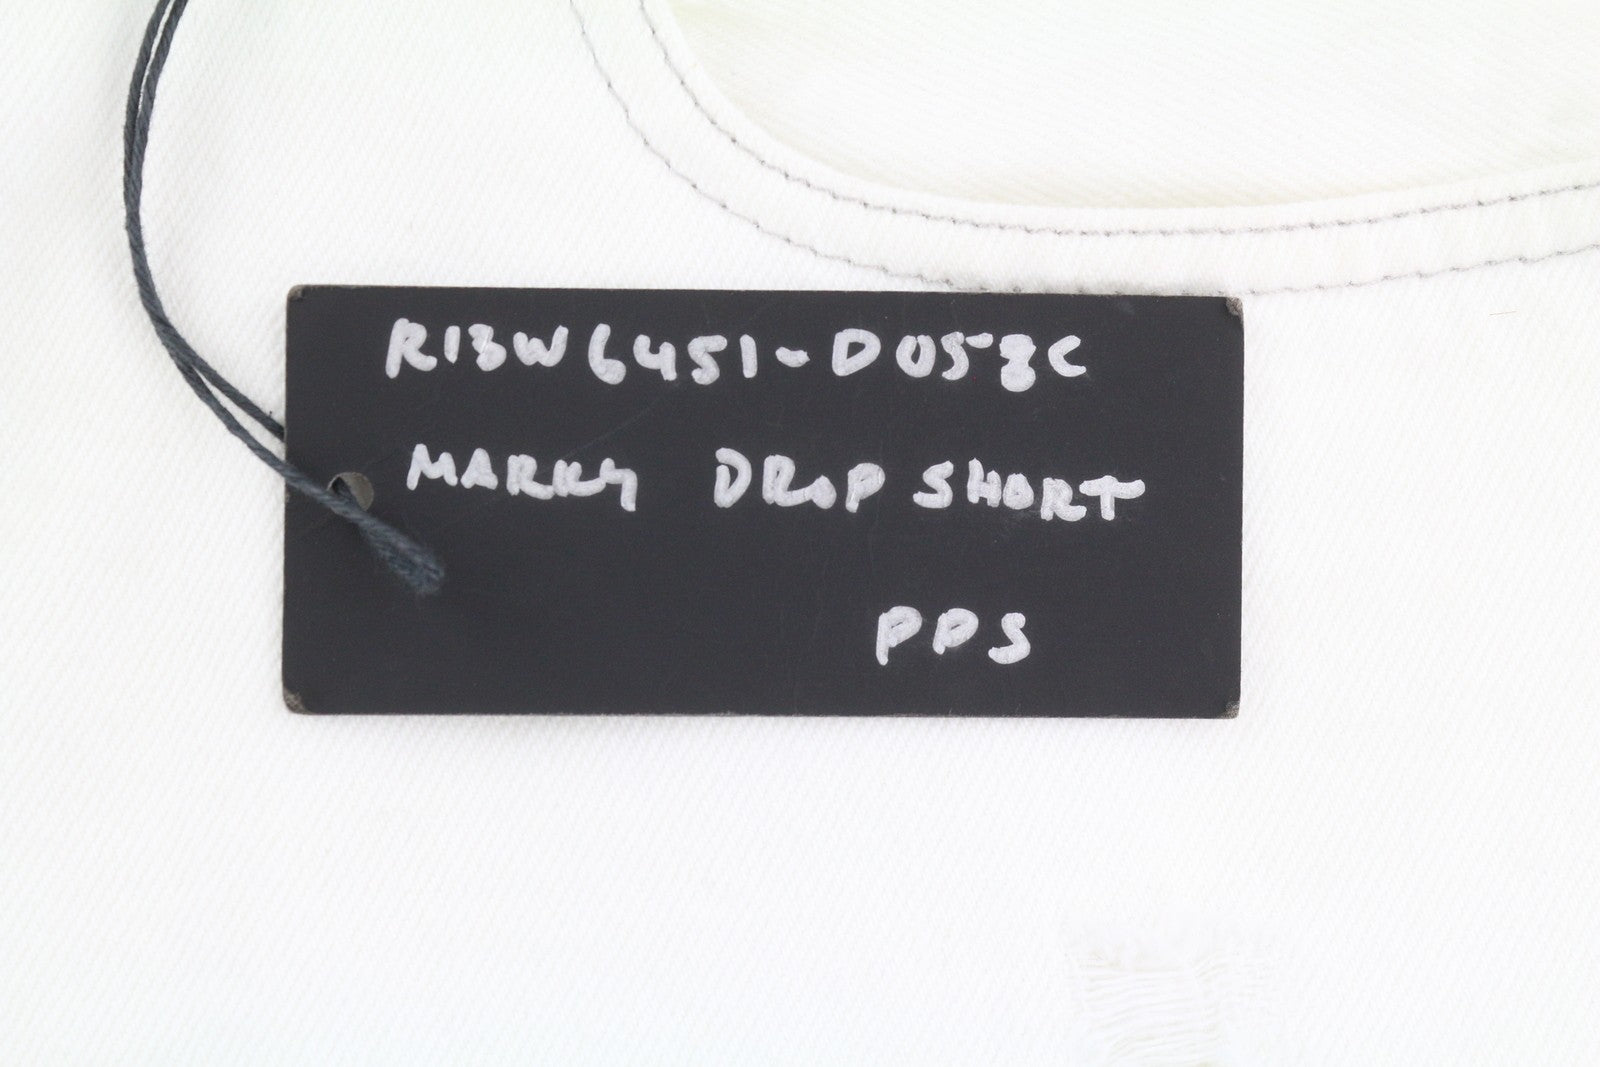 R13W6451-D058C
MARKY DROP SHORT
PPS